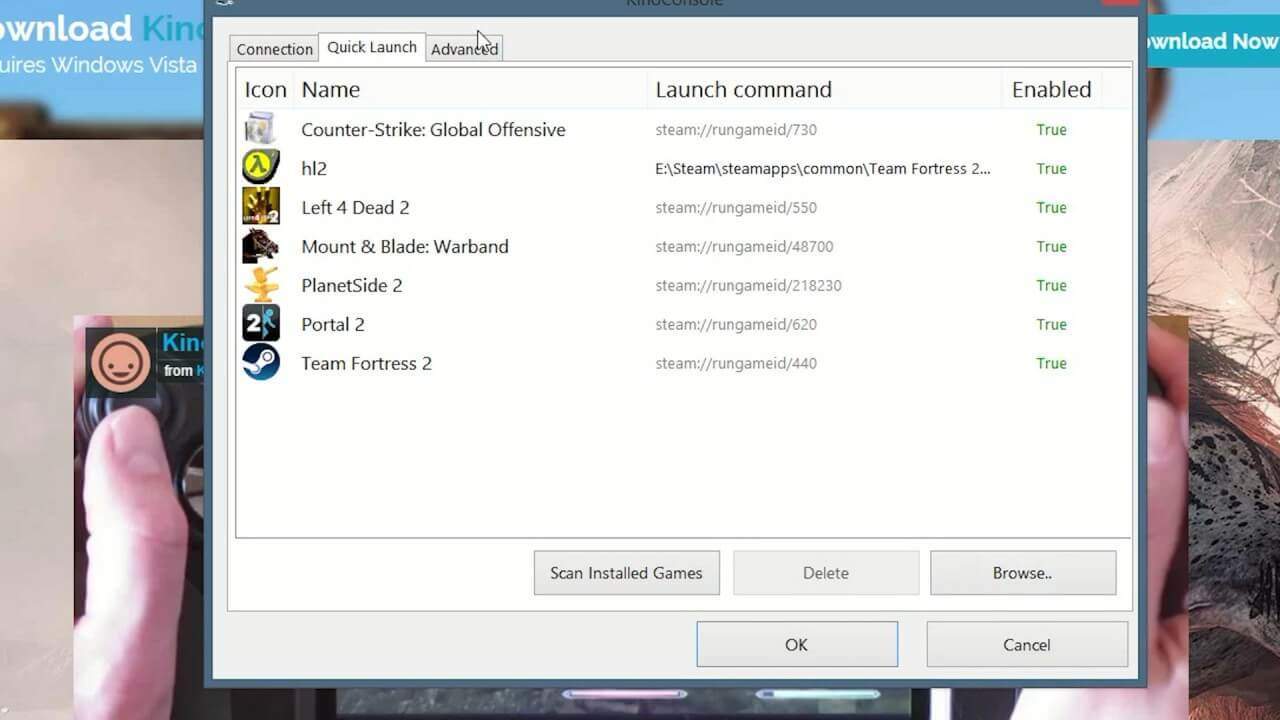 KinoConsole
ownload Kino
uires Windows Vista
ownload Now
Connection
Quick Launch
Advanced
Icon Name Launch command Enabled
Counter-Strike: Global Offensive steam://rungameid/730 True
hl2 E:\Steam\steamapps\common\Team Fortress 2... True
Left 4 Dead 2 steam://rungameid/550 True
Mount & Blade: Warband steam://rungameid/48700 True
PlanetSide 2 steam://rungameid/218230 True
2 Portal 2 steam://rungameid/620 True
Team Fortress 2 steam://rungameid/440 True
Kin
from K
Scan Installed Games Delete Browse..
OK Cancel